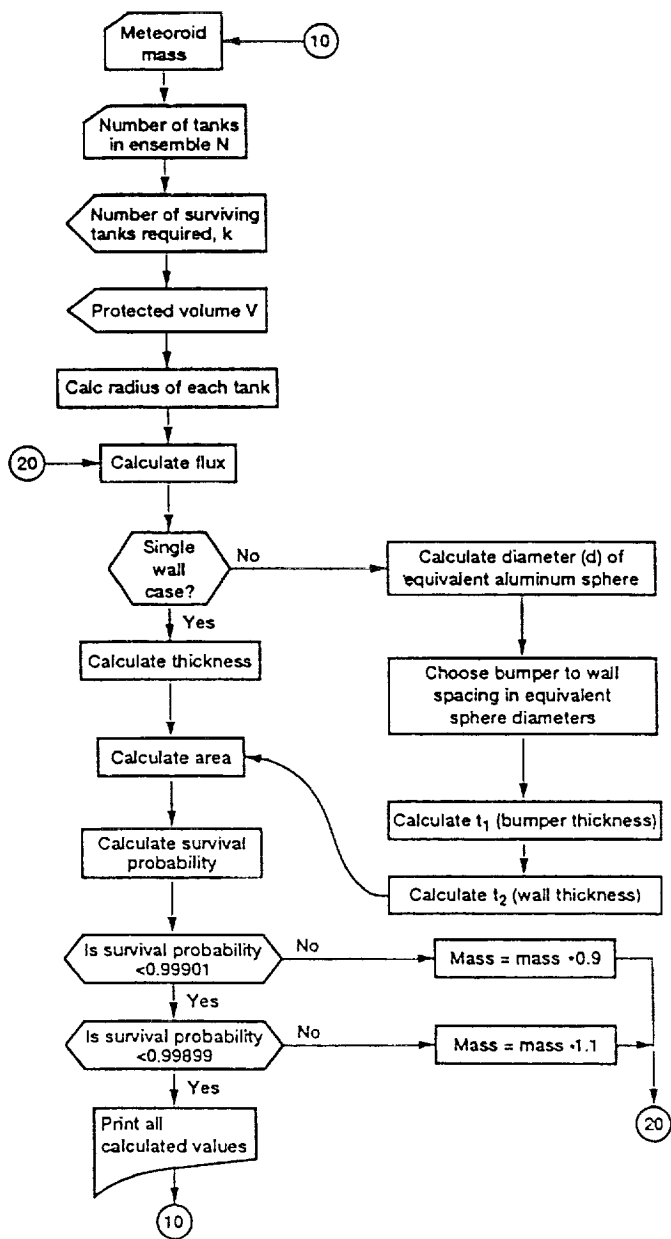 Meteoroid
mass
10
Number of tanks
in ensemble N
Number of surviving
tanks required, k
Protected volume V
Calc radius of each tank
20
Calculate flux
Single
wall
case?
No
Yes
Calculate diameter (d) of
equivalent aluminum sphere
Calculate thickness
Choose bumper to wall
spacing in equivalent
sphere diameters
Calculate area
Calculate t₁ (bumper thickness)
Calculate survival
probability
Calculate t₂ (wall thickness)
Is survival probability
<0.99901
No
Yes
Mass = mass *0.9
Is survival probability
<0.99899
No
Yes
Mass = mass *1.1
20
Print all
calculated values
10